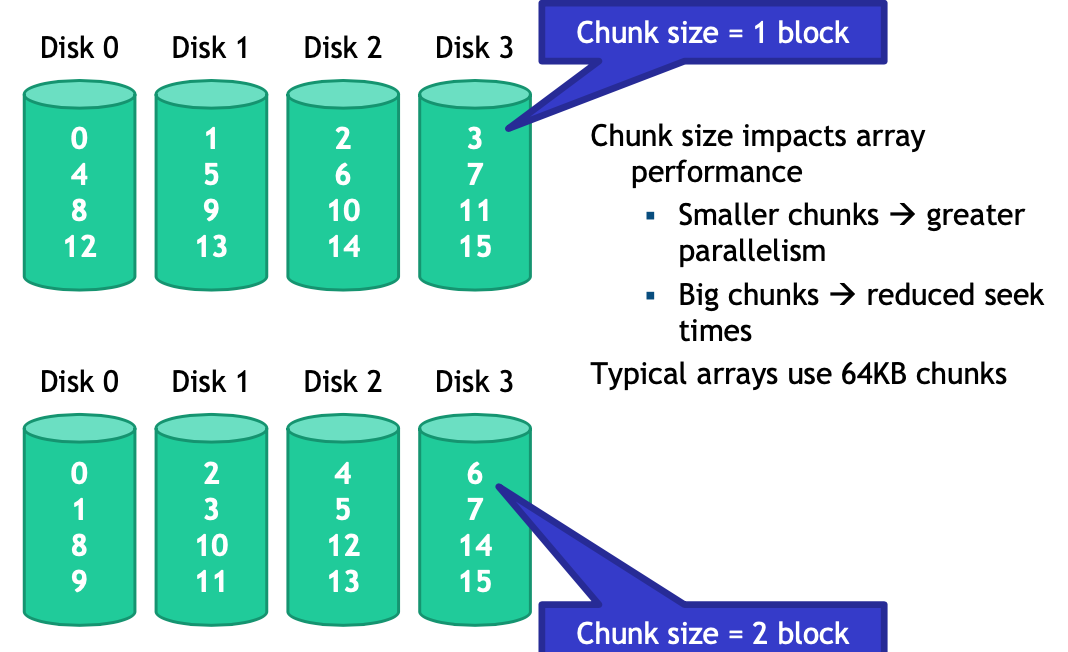 Chunk size = 1 block
Disk 0 Disk 1 Disk 2 Disk 3
0 1 2 3
4 5 6 7
8 9 10 11
12 13 14 15
Chunk size impacts array
performance
▪ Smaller chunks → greater
parallelism
▪ Big chunks → reduced seek
times
Typical arrays use 64KB chunks
Disk 0 Disk 1 Disk 2 Disk 3
0 2 4 6
1 3 5 7
8 10 12 14
9 11 13 15
Chunk size = 2 block